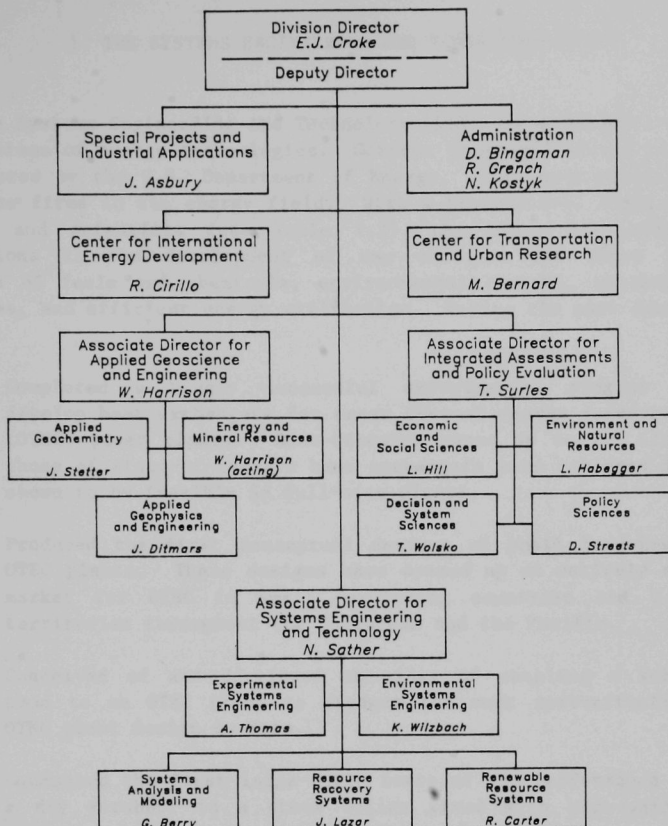 Division Director
E.J. Croke
Deputy Director
Special Projects and
Industrial Applications
J. Asbury
Administration
D. Bingaman
R. Grench
N. Kostyk
Center for International
Energy Development
R. Cirillo
Center for Transportation
and Urban Research
M. Bernard
Associate Director for
Applied Geoscience
and Engineering
W. Harrison
Associate Director for
Integrated Assessments
and Policy Evaluation
T. Surles
Applied
Geochemistry
J. Stetter
Energy and
Mineral Resources
W. Harrison
(acting)
Economic
and
Social Sciences
L. Hill
Environment and
Natural
Resources
L. Habegger
Applied
Geophysics
and Engineering
J. Ditmars
Decision and
System
Sciences
T. Wolsko
Policy
Sciences
D. Streets
Associate Director for
Systems Engineering
and Technology
N. Sather
Experimental
Systems
Engineering
A. Thomas
Environmental
Systems
Engineering
K. Wilzbach
Systems
Analysis and
Modeling
G. Berry
Resource
Recovery
Systems
J. Lazar
Renewable
Resource
Systems
R. Carter